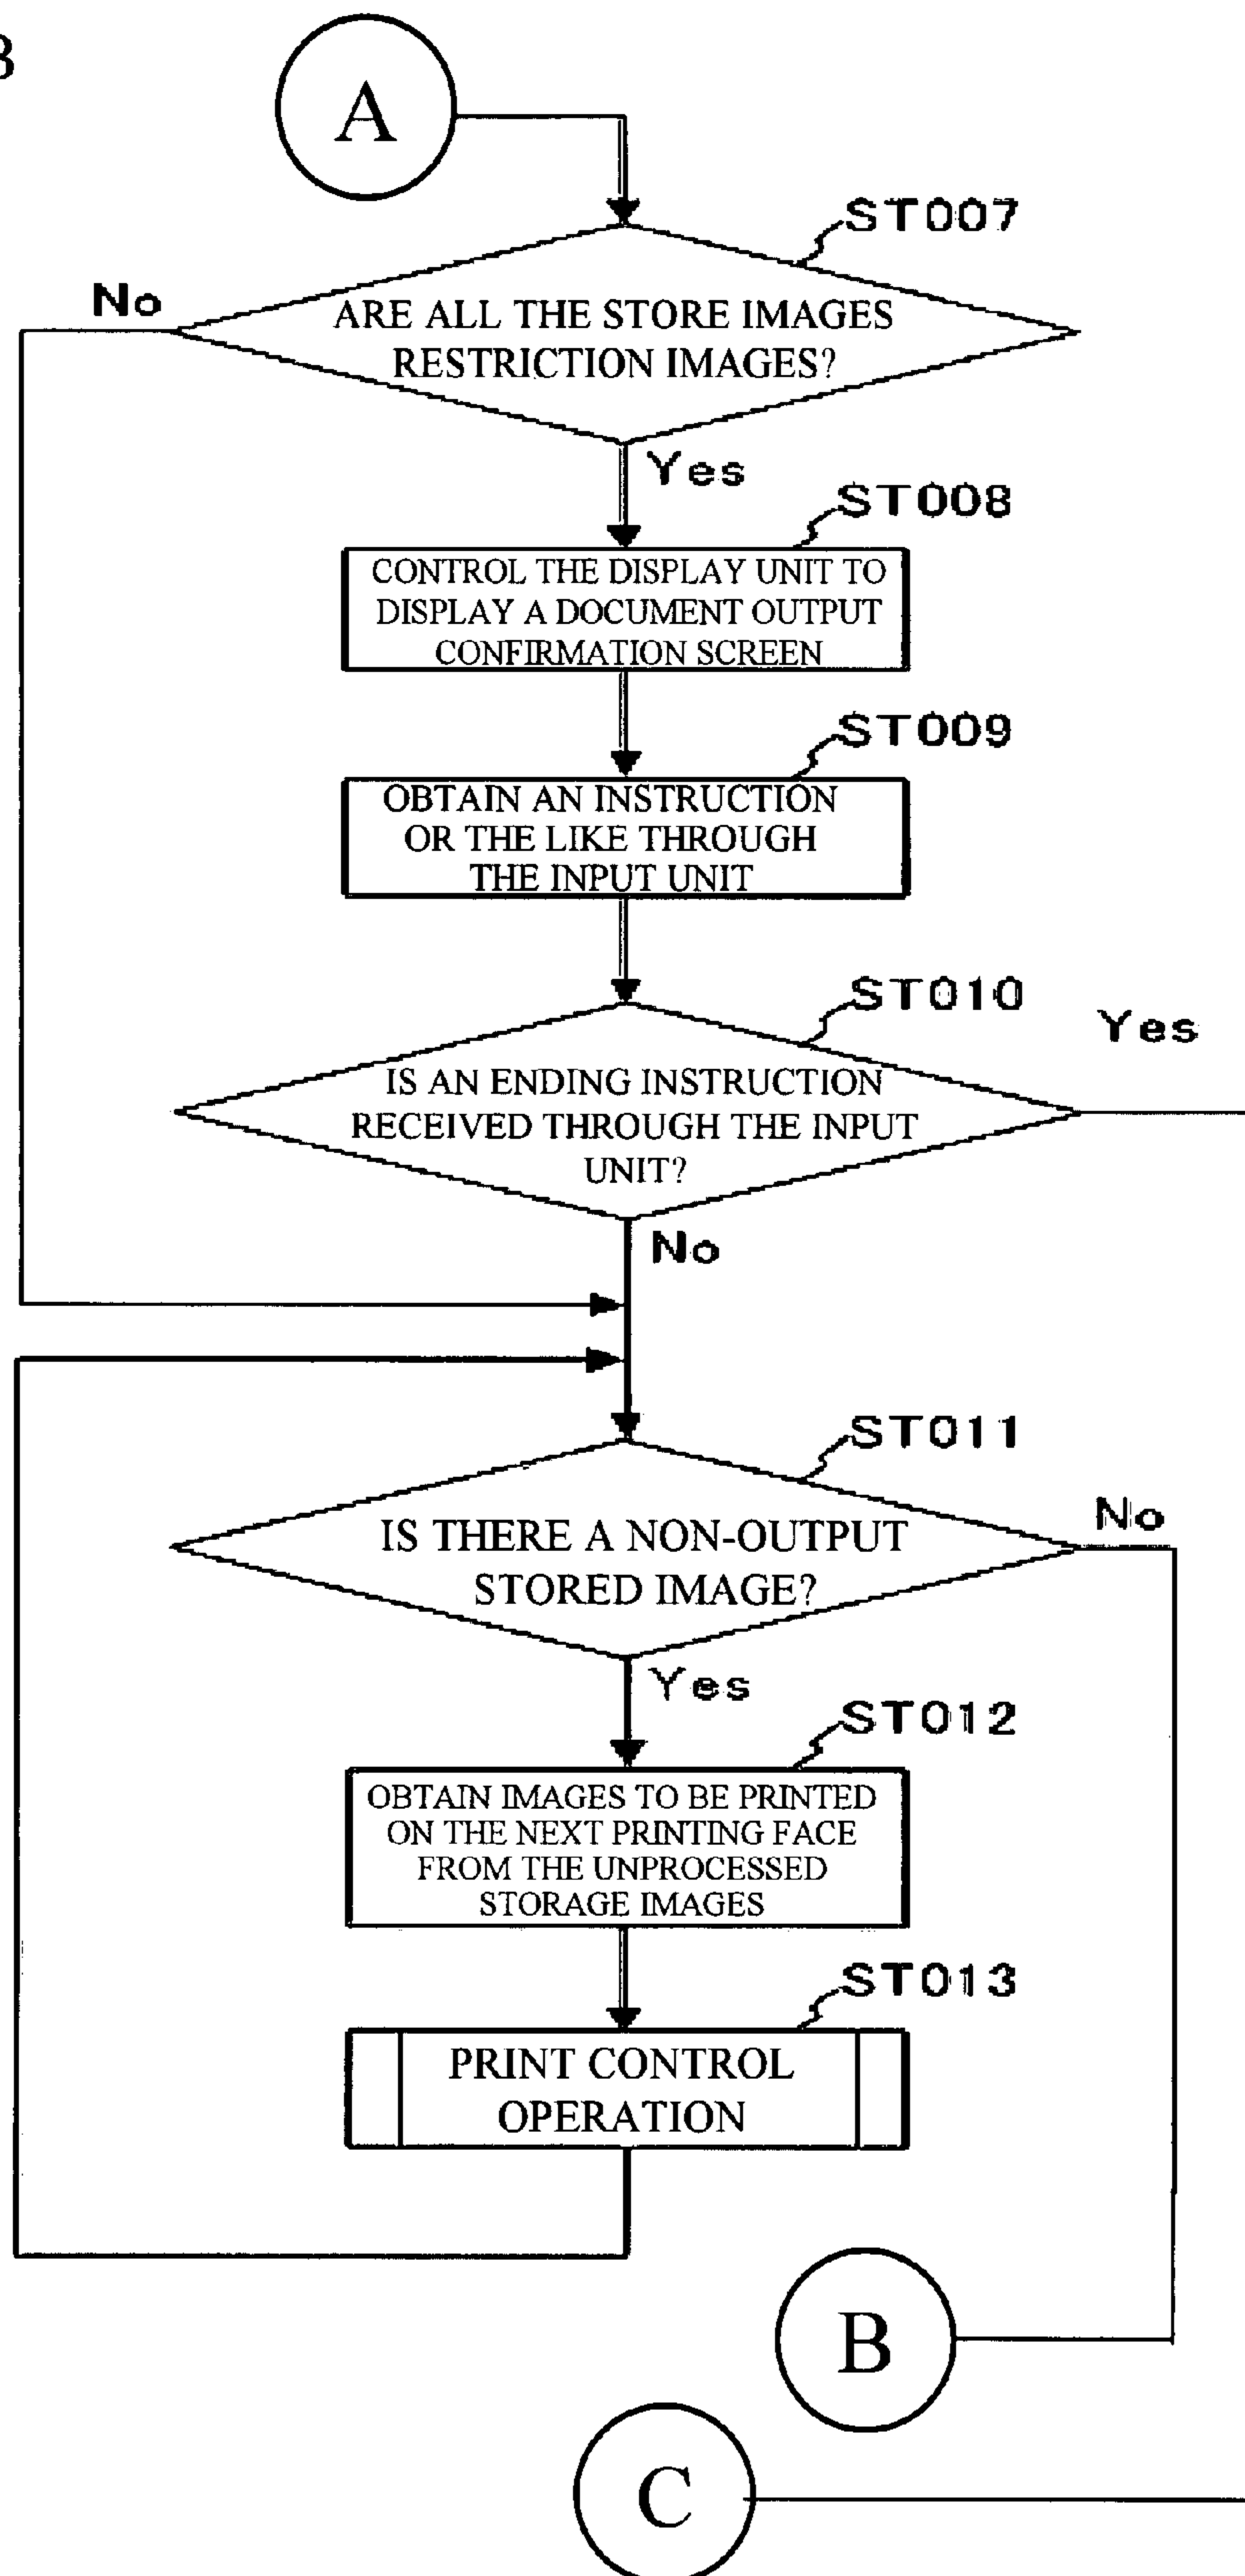 A
ST007
No
ARE ALL THE STORE IMAGES
RESTRICTION IMAGES?
Yes
ST008
CONTROL THE DISPLAY UNIT TO
DISPLAY A DOCUMENT OUTPUT
CONFIRMATION SCREEN
ST009
OBTAIN AN INSTRUCTION
OR THE LIKE THROUGH
THE INPUT UNIT
ST010
Yes
IS AN ENDING INSTRUCTION
RECEIVED THROUGH THE INPUT
UNIT?
No
ST011
No
IS THERE A NON-OUTPUT
STORED IMAGE?
Yes
ST012
OBTAIN IMAGES TO BE PRINTED
ON THE NEXT PRINTING FACE
FROM THE UNPROCESSED
STORAGE IMAGES
ST013
PRINT CONTROL
OPERATION
B
C